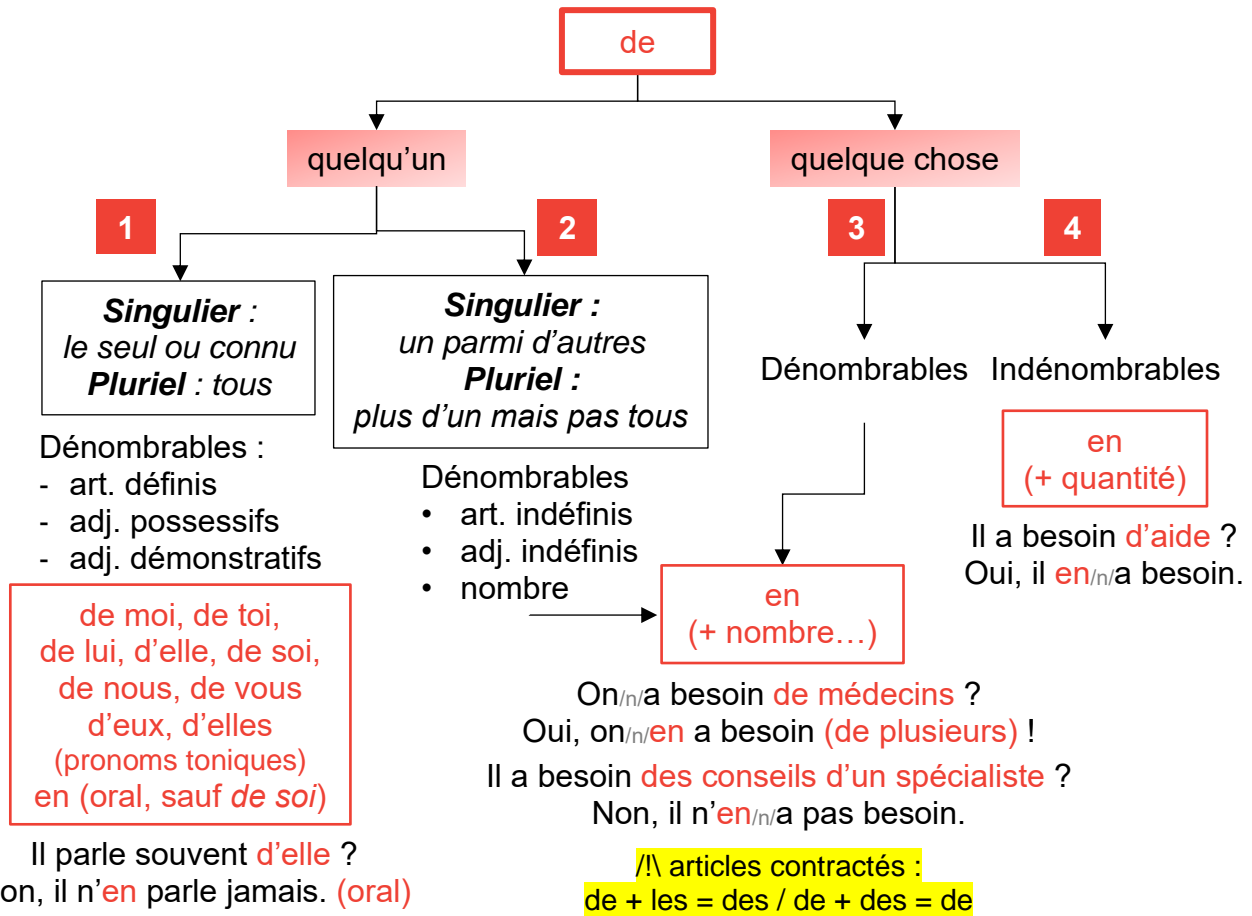 de
quelqu'un
quelque chose
1
2
3
4
Singulier :
le seul ou connu
Pluriel : tous
Dénombrables :
- art. définis
- adj. possessifs
- adj. démonstratifs
de moi, de toi,
de lui, d'elle, de soi,
de nous, de vous
d'eux, d'elles
(pronoms toniques)
en (oral, sauf de soi)
Il parle souvent d'elle ?
on, il n'en parle jamais. (oral)
Singulier :
un parmi d'autres
Pluriel :
plus d'un mais pas tous
Dénombrables
• art. indéfinis
• adj. indéfinis
• nombre
Dénombrables
en
(+ nombre…)
On/n/a besoin de médecins ?
Oui, on/n/en a besoin (de plusieurs) !
Il a besoin des conseils d'un spécialiste ?
Non, il n'en/n/a pas besoin.
/!\ articles contractés :
de + les = des / de + des = de
Indénombrables
en
(+ quantité)
Il a besoin d'aide ?
Oui, il en/n/a besoin.